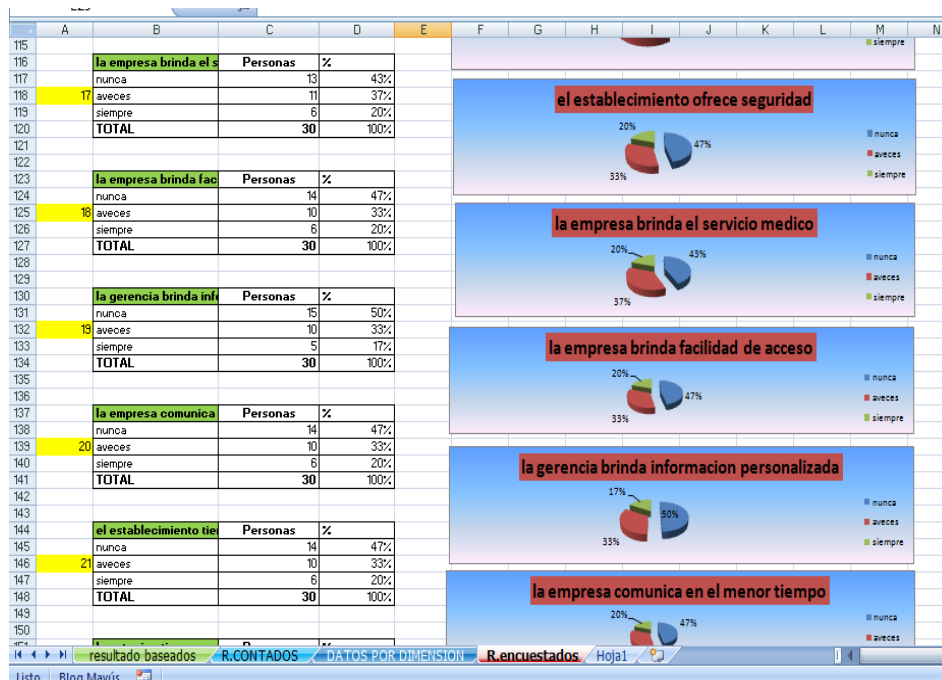 A B C D E F G H I J K L M N
115
116 la empresa brinda el s Personas %
117 nunca 13 43%
118 17 aveces 11 37%
119 siempre 6 20%
120 TOTAL 30 100%
121
122
123 la empresa brinda fac Personas %
124 nunca 14 47%
125 18 aveces 10 33%
126 siempre 6 20%
127 TOTAL 30 100%
128
129
130 la gerencia brinda inf Personas %
131 nunca 15 50%
132 19 aveces 10 33%
133 siempre 5 17%
134 TOTAL 30 100%
135
136
137 la empresa comunica Personas %
138 nunca 14 47%
139 20 aveces 10 33%
140 siempre 6 20%
141 TOTAL 30 100%
142
143
144 el establecimiento tie Personas %
145 nunca 14 47%
146 21 aveces 10 33%
147 siempre 6 20%
148 TOTAL 30 100%
149
150
siempre
el establecimiento ofrece seguridad
20%
47%
33%
nunca
aveces
siempre
la empresa brinda el servicio medico
20%
43%
37%
nunca
aveces
siempre
la empresa brinda facilidad de acceso
20%
47%
33%
nunca
aveces
siempre
la gerencia brinda informacion personalizada
17%
50%
33%
nunca
aveces
siempre
la empresa comunica en el menor tiempo
20%
47%
nunca
aveces
resultado baseados R.CONTADOS DATOS POR DIMENSION R.encuestados Hoja1
Listo Bloq Mayús